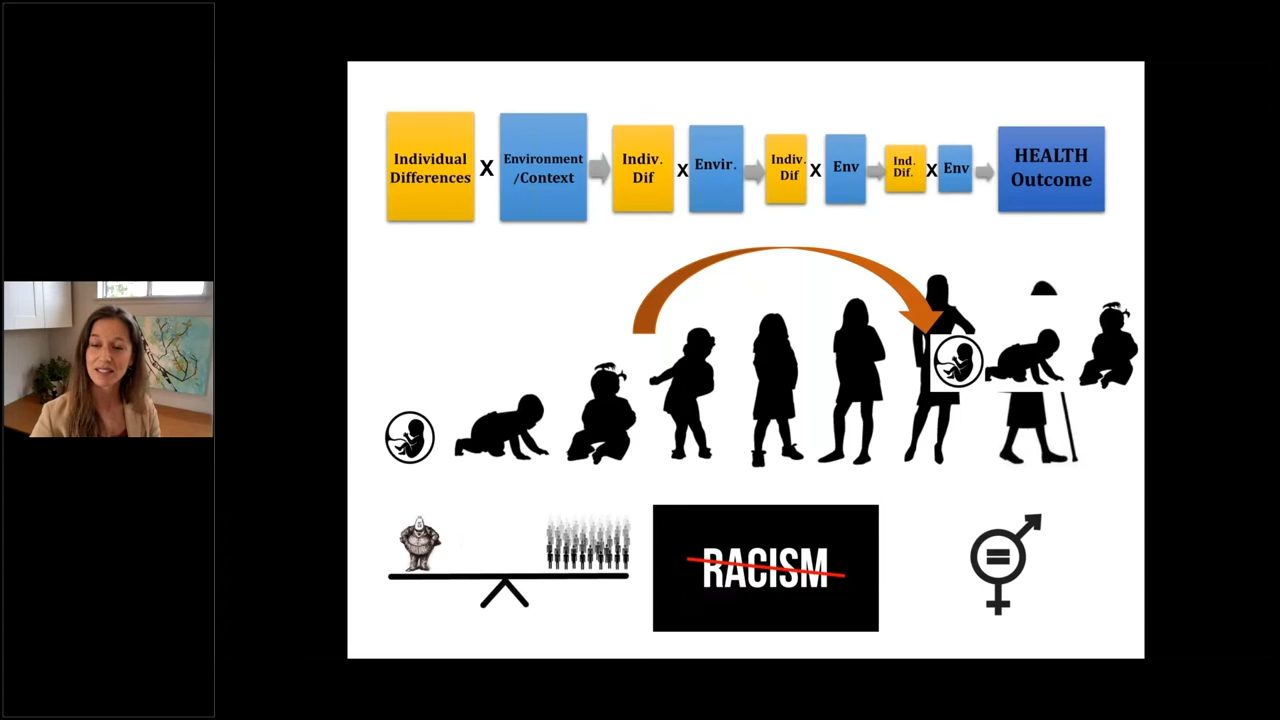 Individual
Differences
X
Environment
/Context
Indiv.
Dif
X
Envir.
Indiv.
Dif
X
Env
Ind.
Dif.
X
Env
HEALTH
Outcome
RACISM